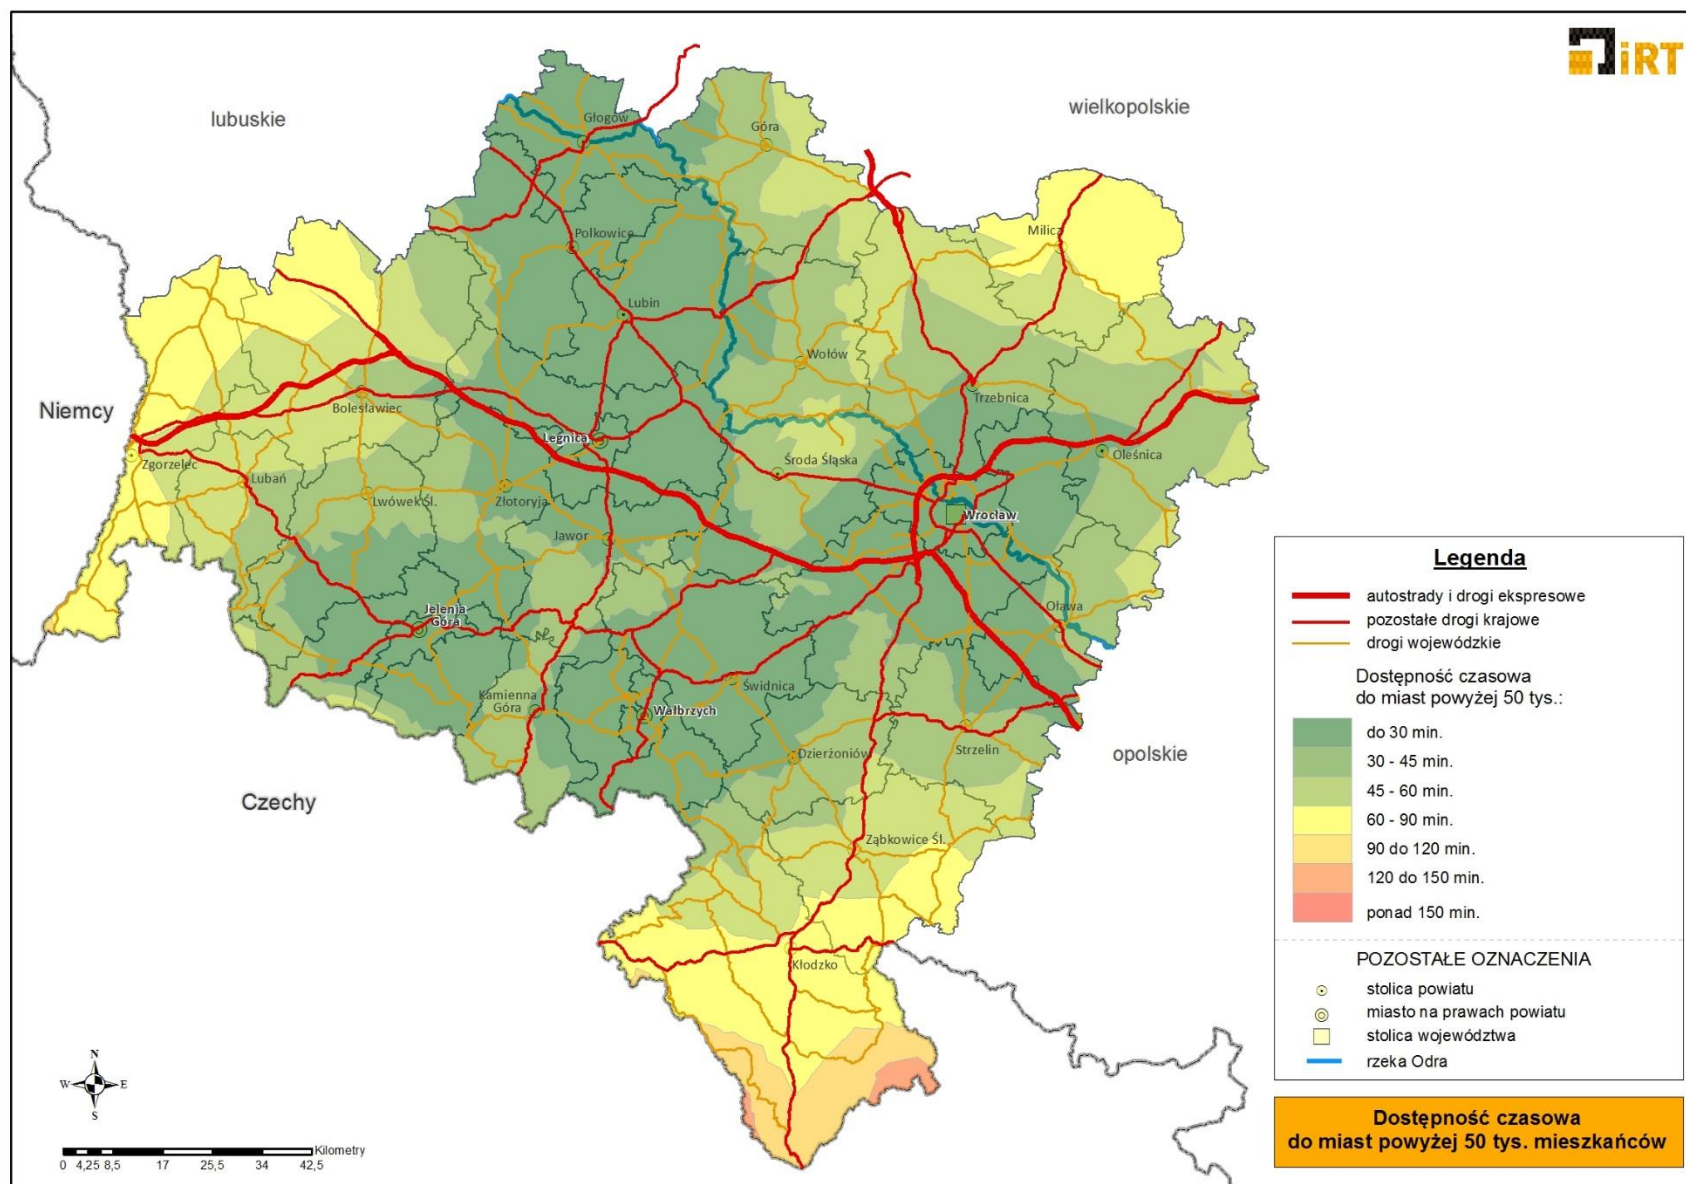 iRT
lubuskie
wielkopolskie
Głogów
Góra
Milicz
Polkowice
Lubin
Wołów
Trzebnica
Niemcy
Bolesławiec
Legnica
Oleśnica
Zgorzelec
Środa Śląska
Lubań
Lwówek Śl.
Złotoryja
Wrocław
Jawor
Jelenia
Góra
Oława
Świdnica
Kamienna
Góra
Wałbrzych
Dzierżoniów
Strzelin
opolskie
Czechy
Ząbkowice Śl.
Kłodzko
Legenda
autostrady i drogi ekspresowe
pozostałe drogi krajowe
drogi wojewódzkie
Dostępność czasowa
do miast powyżej 50 tys.:
do 30 min.
30 - 45 min.
45 - 60 min.
60 - 90 min.
90 do 120 min.
120 do 150 min.
ponad 150 min.
POZOSTAŁE OZNACZENIA
stolica powiatu
miasto na prawach powiatu
stolica województwa
rzeka Odra
Dostępność czasowa
do miast powyżej 50 tys. mieszkańców
N
W E
S
Kilometry
0 4,25 8,5 17 25,5 34 42,5